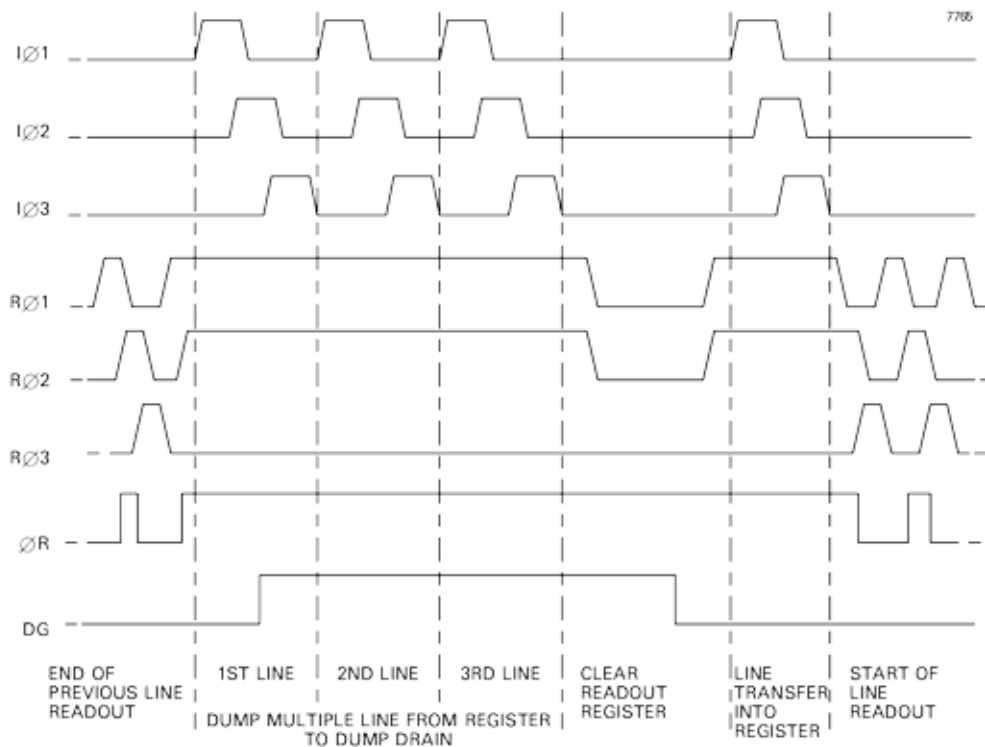 7765
IØ1
IØ2
IØ3
RØ1
RØ2
RØ3
ØR
DG
END OF
PREVIOUS LINE
READOUT
1ST LINE
2ND LINE
3RD LINE
DUMP MULTIPLE LINE FROM REGISTER
TO DUMP DRAIN
CLEAR
READOUT
REGISTER
LINE
TRANSFER
INTO
REGISTER
START OF
LINE
READOUT